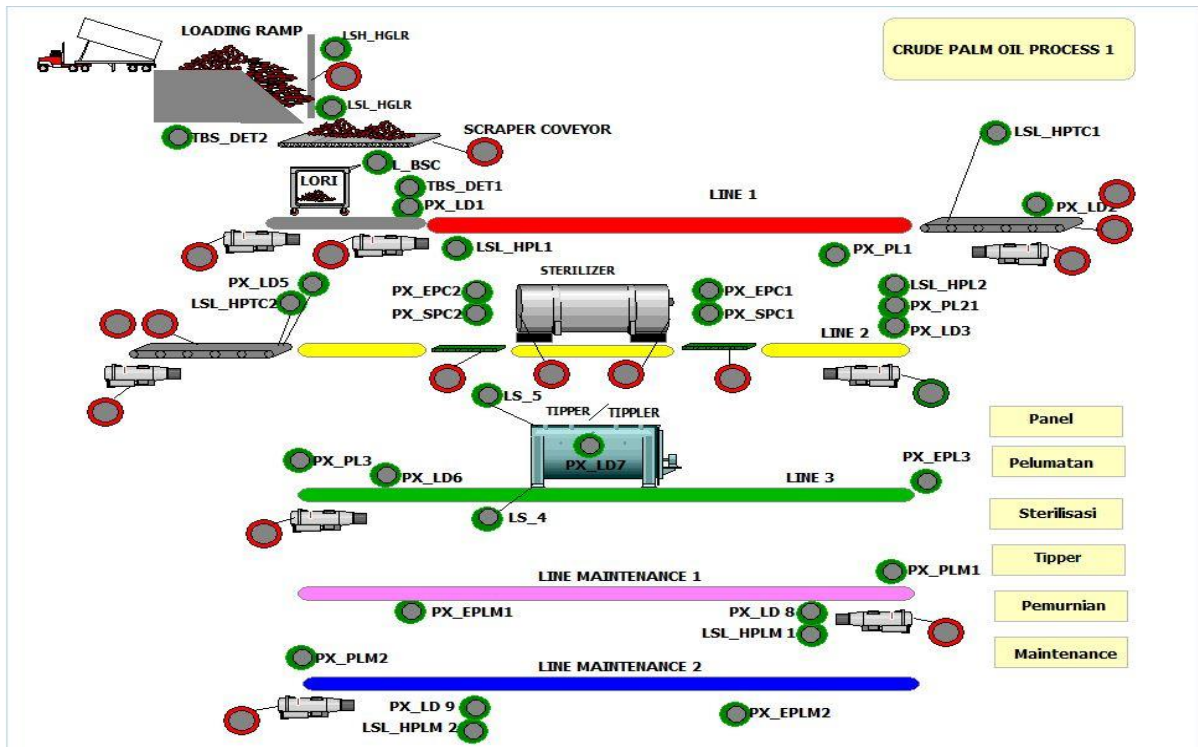 LOADING RAMP
LSH_HGLR
CRUDE PALM OIL PROCESS 1
LSL_HGLR
TBS_DET2
SCRAPER COVEYOR
LSL_HPTC1
L_BSC
LORI
TBS_DET1
PX_LD1
LINE 1
PX_LD2
LSL_HPL1
PX_PL1
PX_LD5
LSL_HPTC2
STERILIZER
PX_EPC2
PX_SPC2
PX_EPC1
PX_SPC1
LSL_HPL2
PX_PL21
PX_LD3
LINE 2
LS_5
TIPPER TIPPLER
PX_LD7
PX_PL3
PX_LD6
LINE 3
PX_EPL3
LS_4
Panel
Pelumatan
Sterilisasi
Tipper
Pemurnian
Maintenance
LINE MAINTENANCE 1
PX_PLM1
PX_EPLM1
PX_LD 8
LSL_HPLM 1
PX_PLM2
LINE MAINTENANCE 2
PX_LD 9
LSL_HPLM 2
PX_EPLM2